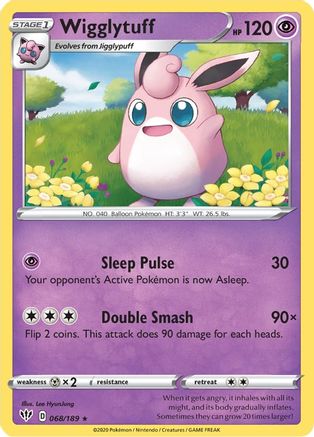 STAGE 1 Wigglytuff HP 120
Evolves from Jigglypuff
NO. 040 Balloon Pokémon HT: 3'3" WT: 26.5 lbs.
Sleep Pulse 30
Your opponent's Active Pokémon is now Asleep.
Double Smash 90×
Flip 2 coins. This attack does 90 damage for each heads.
weakness ×2 resistance retreat
Illus. Lee HyunJung
D 068/189 ★
When it gets angry, it inhales with all its
might, and its body gradually inflates.
Sometimes they can grow 20 times larger!
©2020 Pokémon / Nintendo / Creatures / GAME FREAK